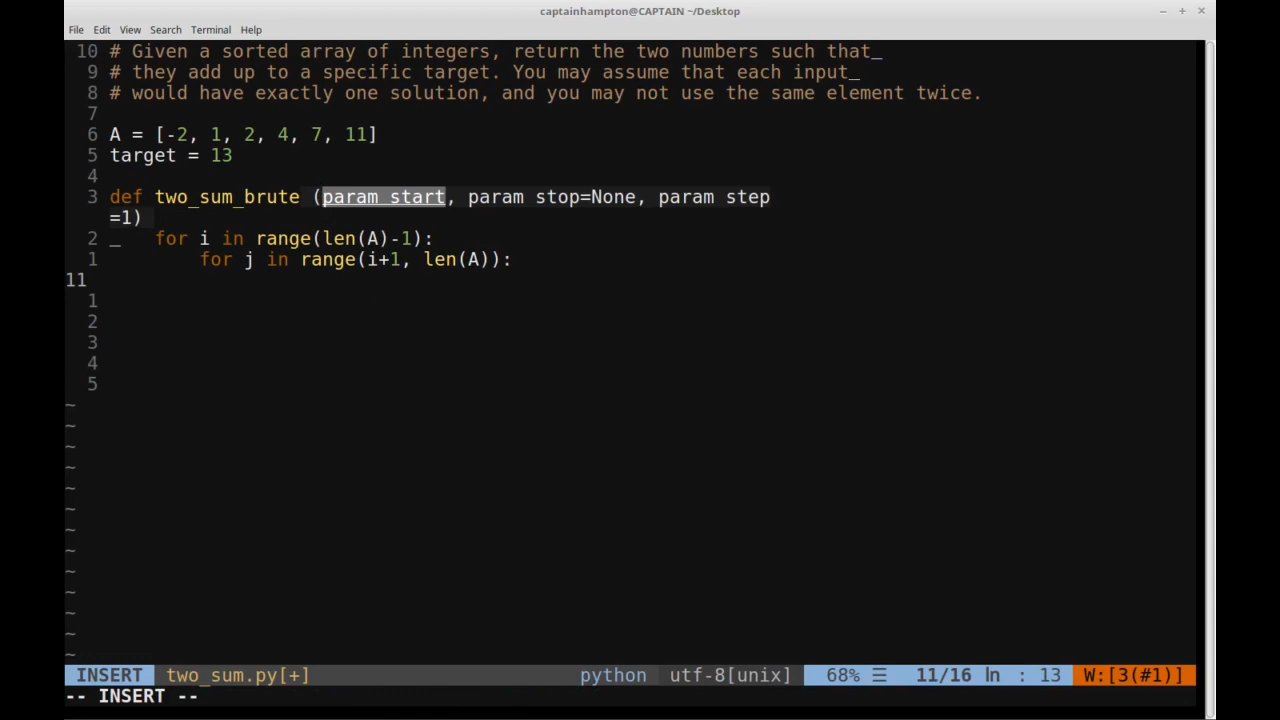 captainhampton@CAPTAIN ~/Desktop
File Edit View Search Terminal Help
10 # Given a sorted array of integers, return the two numbers such that_
9 # they add up to a specific target. You may assume that each input_
8 # would have exactly one solution, and you may not use the same element twice.
7
6 A = [-2, 1, 2, 4, 7, 11]
5 target = 13
4
3 def two_sum_brute (param start, param stop=None, param step
=1)
2 _ for i in range(len(A)-1):
1 for j in range(i+1, len(A)):
11
1
2
3
4
5
~
~
~
~
~
~
~
~
~
~
~
~
~
INSERT two_sum.py[+] python utf-8[unix] 68% ☰ 11/16 ln : 13 W:[3(#1)]
-- INSERT --